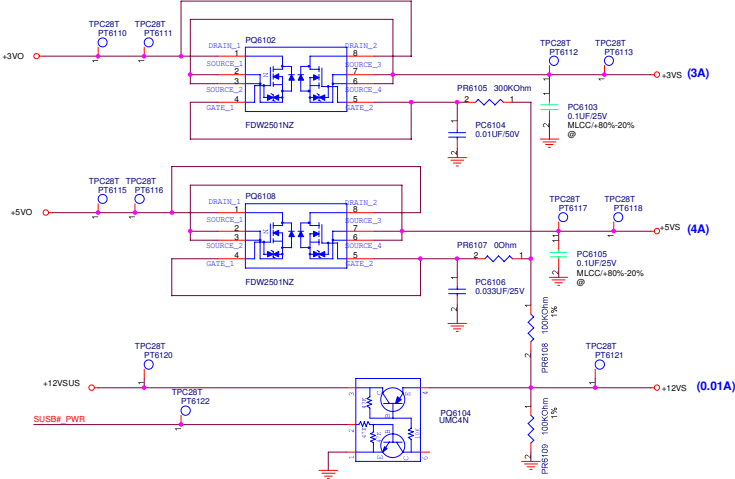 TPC28T TPC28T
PT6110 PT6111
PQ6102
DRAIN_1 DRAIN_2
+3VO
1 8
SOURCE_1 SOURCE_3
2 7
3 6
SOURCE_2 SOURCE_4
4 5
GATE_1 GATE_2
FDW2501NZ
TPC28T TPC28T
PT6112 PT6113
+3VS (3A)
PR6105 300KOhm
2 1
PC6104
0.01UF/50V
PC6103
0.1UF/25V
MLCC/+80%-20%
@
TPC28T TPC28T
PT6115 PT6116
PQ6108
DRAIN_1 DRAIN_2
+5VO
1 8
SOURCE_1 SOURCE_3
2 7
3 6
SOURCE_2 SOURCE_4
4 5
GATE_1 GATE_2
FDW2501NZ
TPC28T TPC28T
PT6117 PT6118
+5VS (4A)
PR6107 0Ohm
2 1
PC6106
0.033UF/25V
PC6105
0.1UF/25V
MLCC/+80%-20%
@
100KOhm
1%
PR6108
TPC28T
PT6120
TPC28T
PT6121
+12VSUS
+12VS (0.01A)
TPC28T
PT6122
SUSB#_PWR
3 4
2
1 6
PQ6104
UMC4N
100KOhm
1%
PR6109